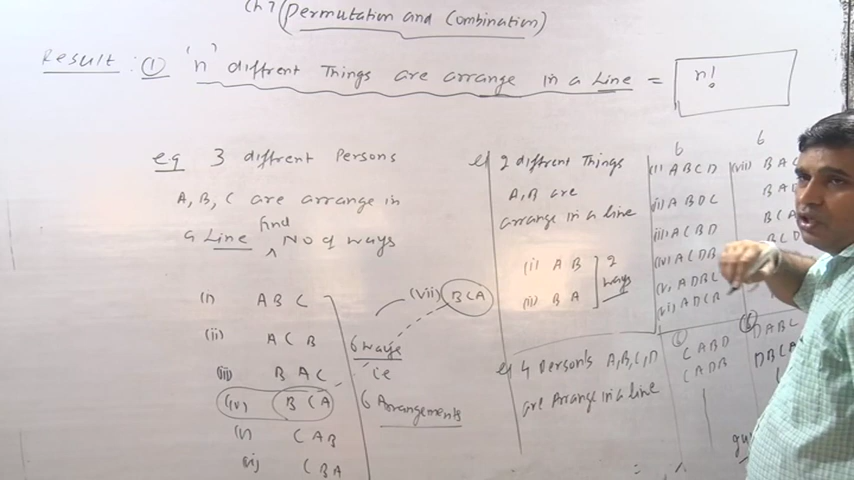 Ch 7 (Permutation and Combination)
Result : ① 'n' diffrent Things are arrange in a Line = n!
eg 3 diffrent Persons
A, B, C are arrange in
a Line find No of ways
(i) A B C
(ii) A C B
(iii) B A C
(iv) B C A
(v) C A B
(vi) C B A
(vii) B C A
6 ways
i.e
6 Arrangements
eg 2 diffrent Things
A, B are
arrange in a line
(i) A B
(ii) B A
2 ways
eg 4 Person's A, B, C, D
are Arrange in a line
=
6
(i) A B C D
(ii) A B D C
(iii) A C B D
(iv) A C D B
(v) A D B C
(vi) A D C B
6
(vii) B A C
B A D
B C A
B C D
6
C A B D
C A D B
6
D A B C
D B C A